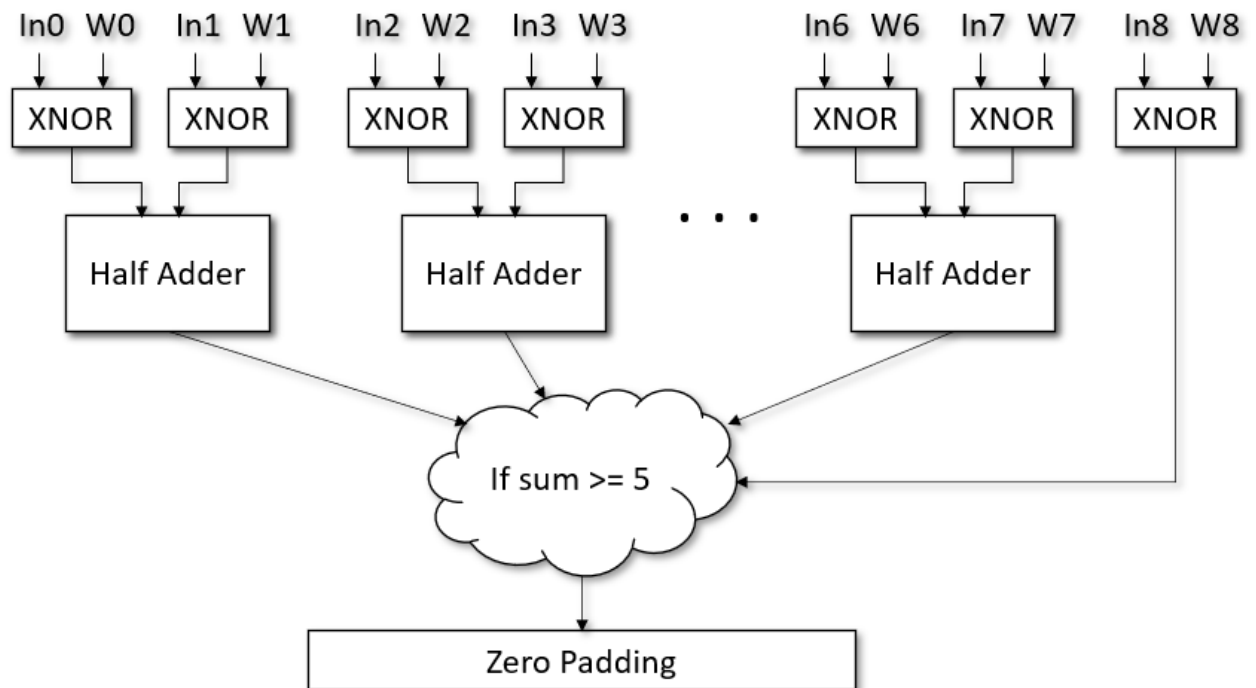 In0 W0 In1 W1 In2 W2 In3 W3 In6 W6 In7 W7 In8 W8
XNOR XNOR XNOR XNOR XNOR XNOR XNOR
. . .
Half Adder Half Adder Half Adder
If sum >= 5
Zero Padding